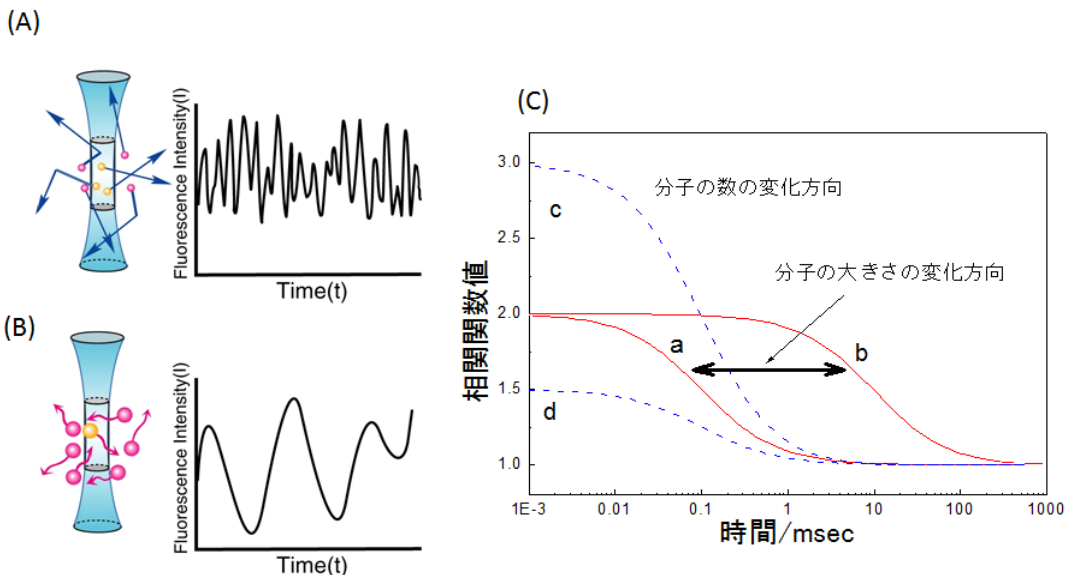 (A)
Fluorescence Intensity(I)
Time(t)
(B)
Fluorescence Intensity(I)
Time(t)
(C)
相関関数値
3.0
2.5
2.0
1.5
1.0
分子の数の変化方向
分子の大きさの変化方向
c
a
b
d
1E-3
0.01
0.1
1
10
100
1000
時間/msec